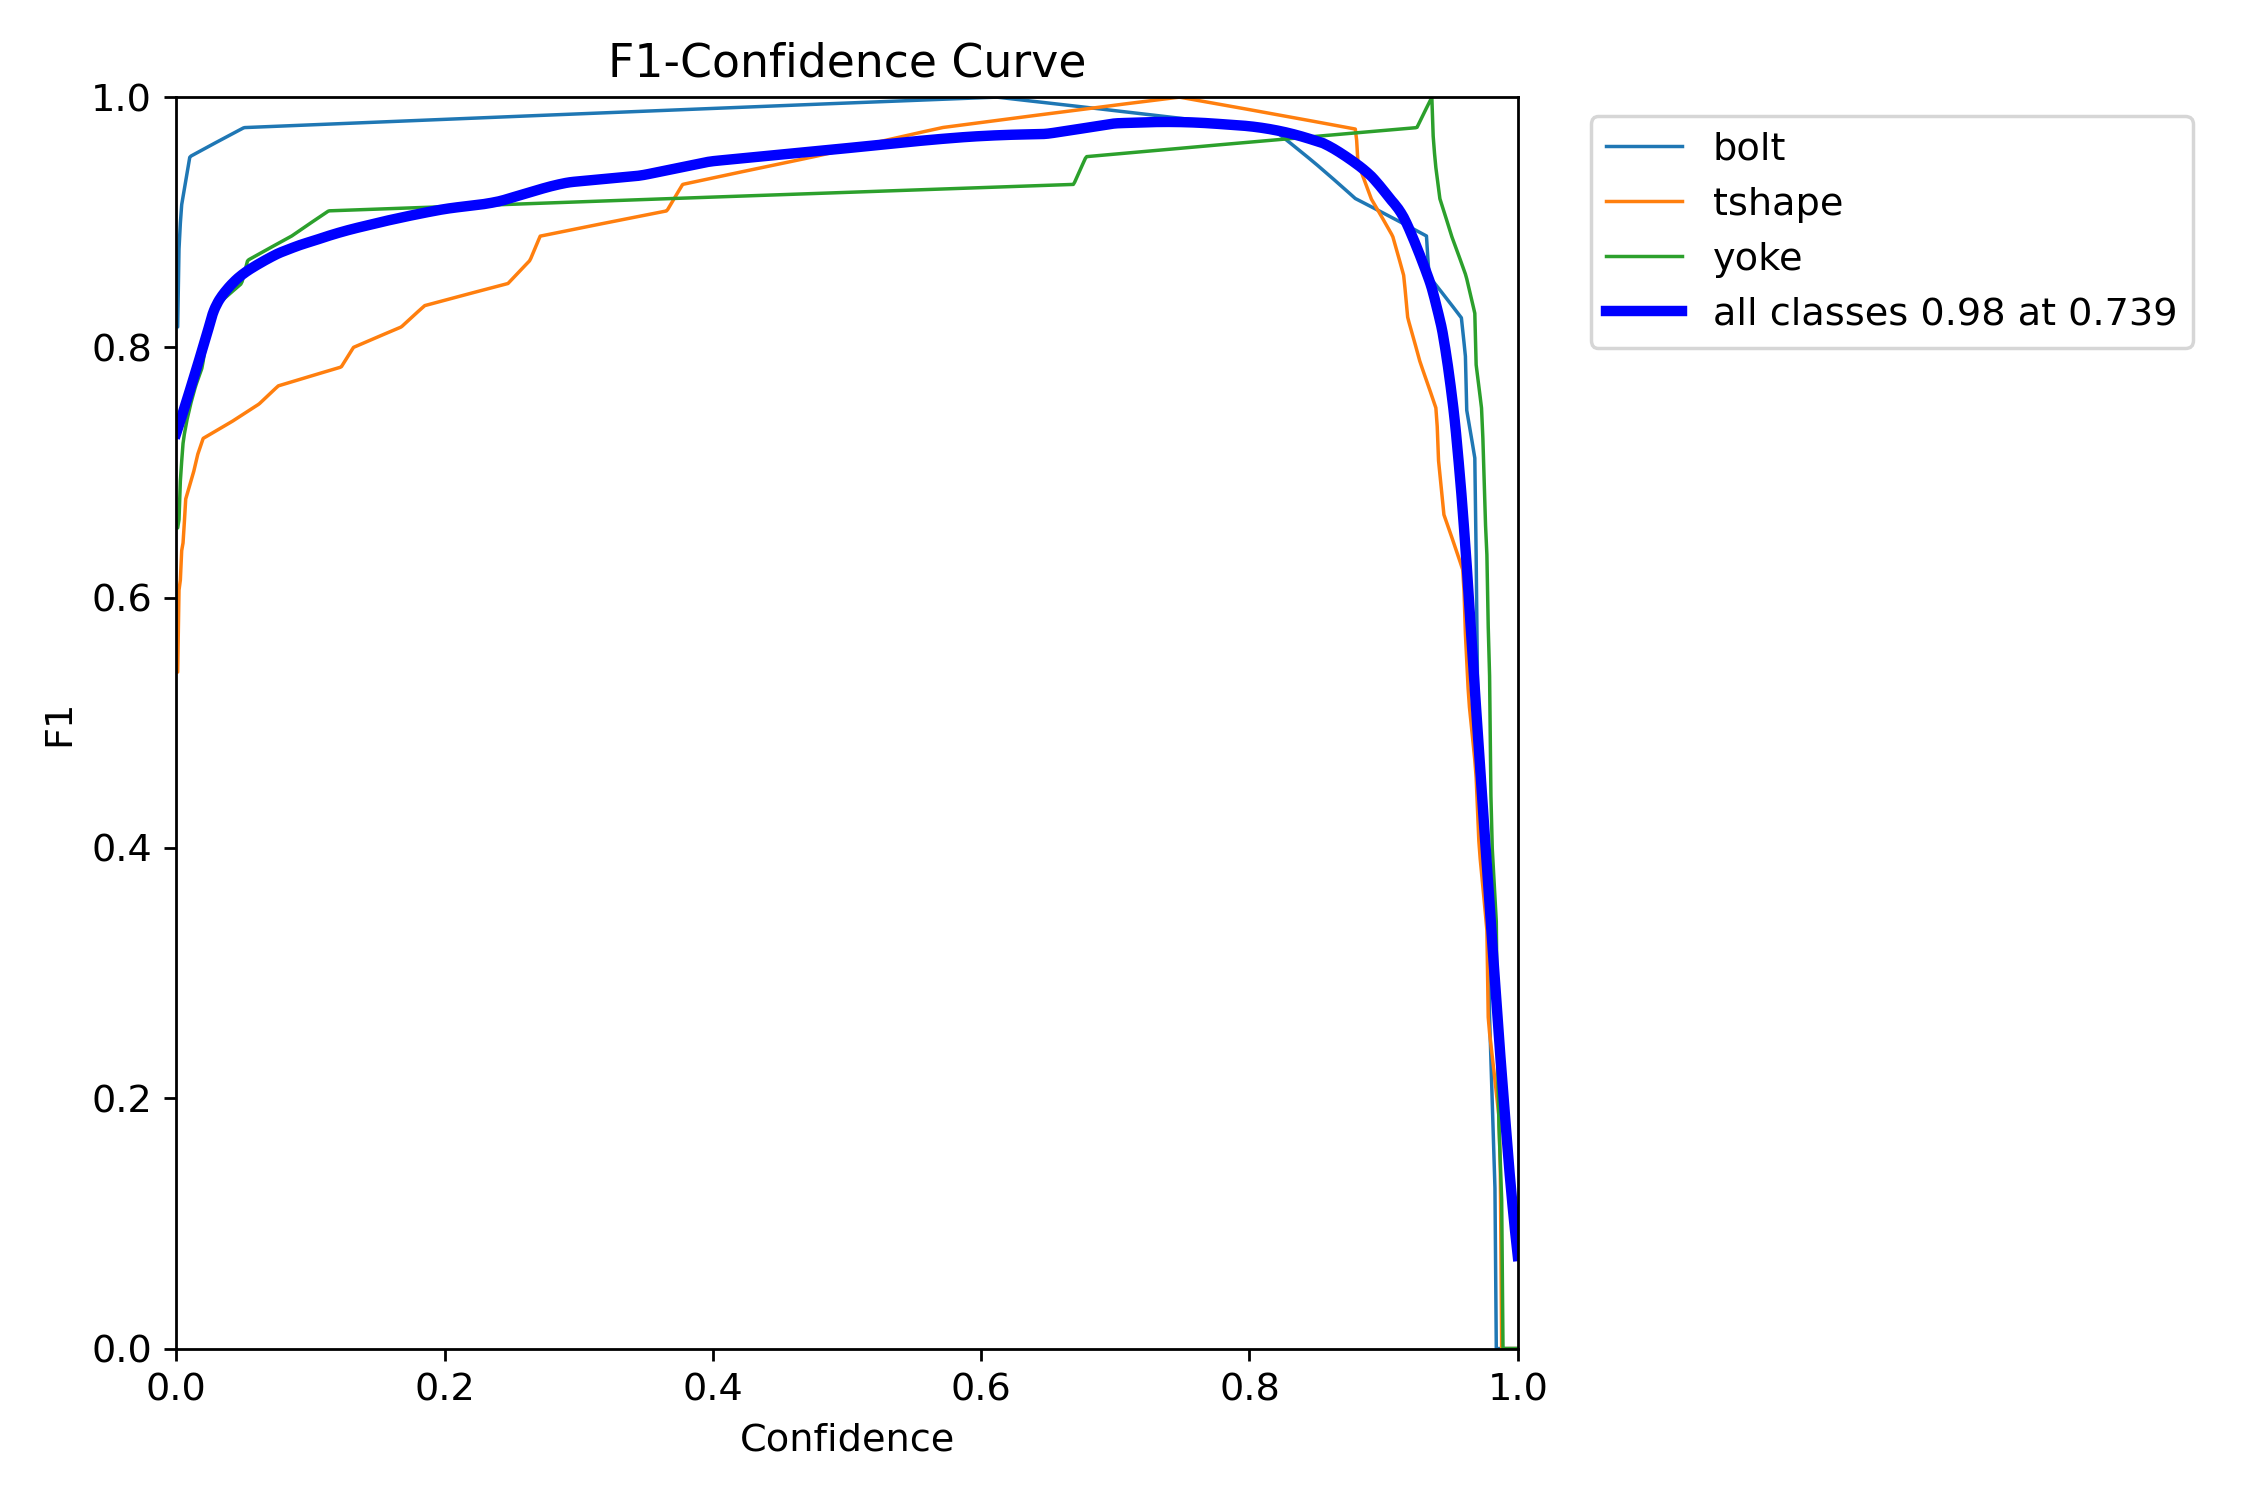 F1-Confidence Curve
1.0
0.8
0.6
0.4
0.2
0.0
F1
0.0 0.2 0.4 0.6 0.8 1.0
Confidence
bolt
tshape
yoke
all classes 0.98 at 0.739